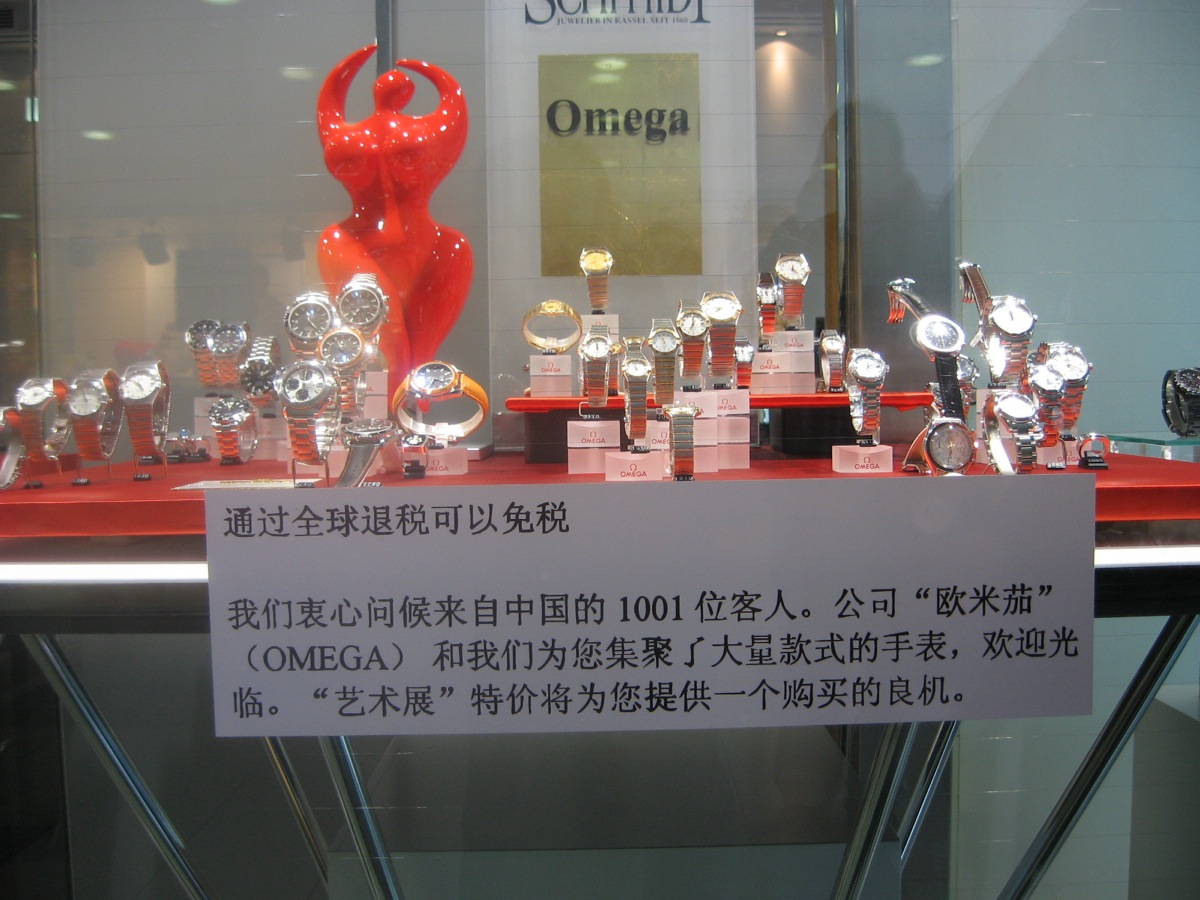 SCHMIDT
JUWELIER IN KASSEL SEIT 1860
Omega
OMEGA
OMEGA
OMEGA
OMEGA
OMEGA
OMEGA
OMEGA
OMEGA
通过全球退税可以免税
我们衷心问候来自中国的 1001 位客人。公司“欧米茄”
（OMEGA） 和我们为您集聚了大量款式的手表，欢迎光
临。“艺术展”特价将为您提供一个购买的良机。